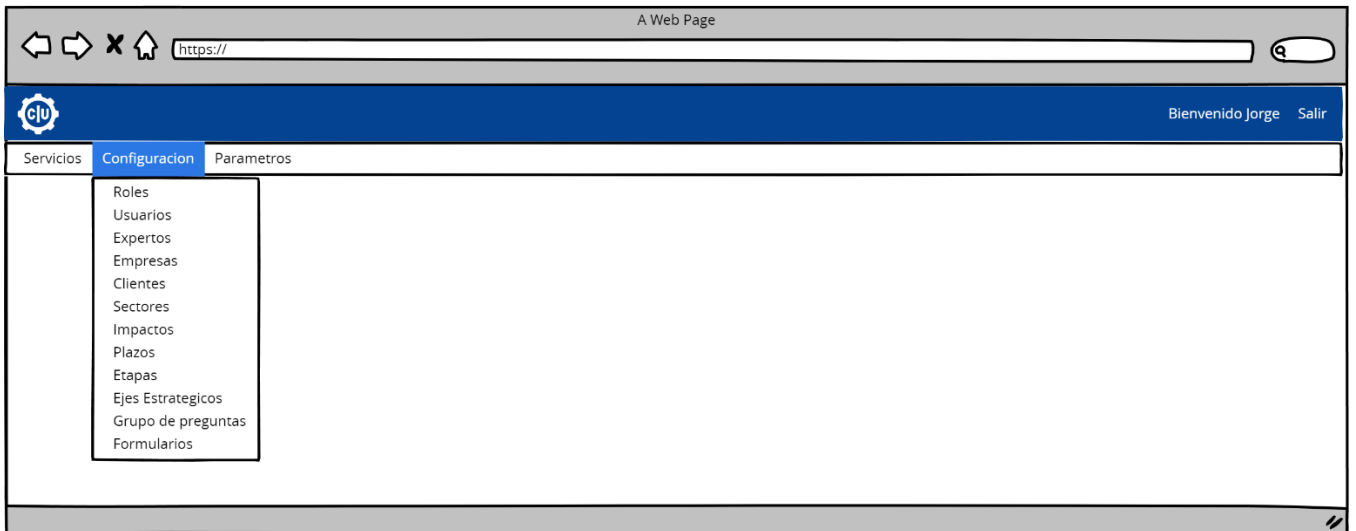 A Web Page
https://
C|U
Bienvenido Jorge Salir
Servicios Configuracion Parametros
Roles
Usuarios
Expertos
Empresas
Clientes
Sectores
Impactos
Plazos
Etapas
Ejes Estrategicos
Grupo de preguntas
Formularios